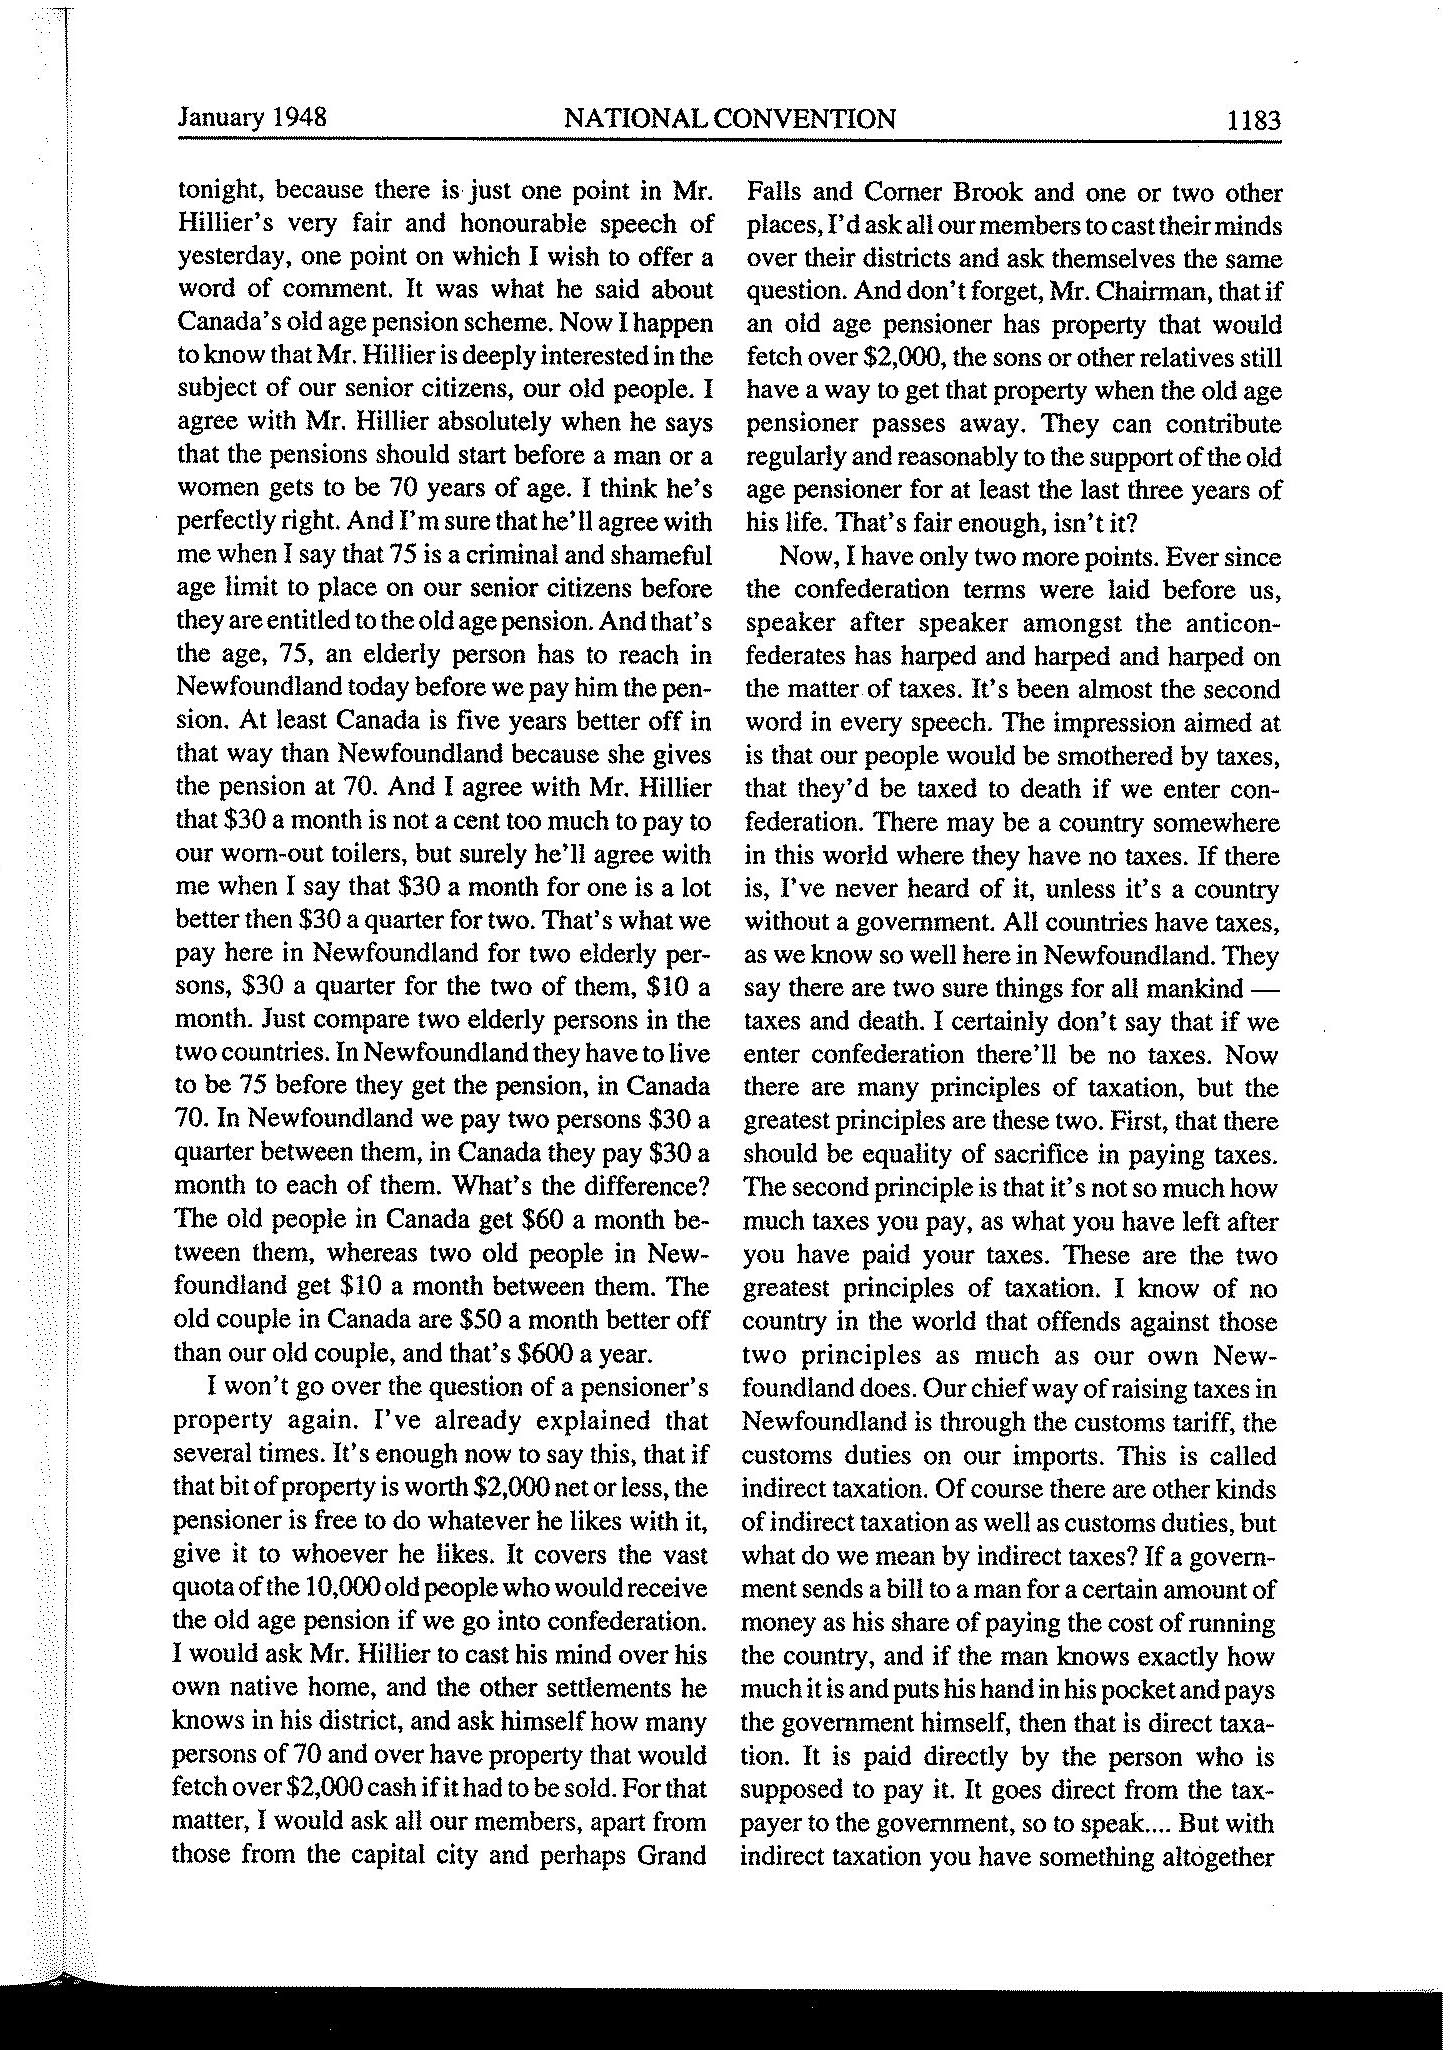 January 1948 NATIONAL CONVENTION 1183
tonight, because there is just one point in Mr.
Hillier's very fair and honourable speech of
yesterday, one point on which I wish to offer a
word of comment. It was what he said about
Canada's old age pension scheme. Now I happen
to know that Mr. Hillier is deeply interested in the
subject of our senior citizens, our old people. I
agree with Mr. Hillier absolutely when he says
that the pensions should start before a man or a
women gets to be 70 years of age. I think he's
perfectly right. And I'm sure that he'll agree with
me when I say that 75 is a criminal and shameful
age limit to place on our senior citizens before
they are entitled to the old age pension. And that's
the age, 75, an elderly person has to reach in
Newfoundland today before we pay him the pen-
sion. At least Canada is five years better off in
that way than Newfoundland because she gives
the pension at 70. And I agree with Mr. Hillier
that $30 a month is not a cent too much to pay to
our worn-out toilers, but surely he'll agree with
me when I say that $30 a month for one is a lot
better then $30 a quarter for two. That's what we
pay here in Newfoundland for two elderly per-
sons, $30 a quarter for the two of them, $10 a
month. Just compare two elderly persons in the
two countries. In Newfoundland they have to live
to be 75 before they get the pension, in Canada
70. In Newfoundland we pay two persons $30 a
quarter between them, in Canada they pay $30 a
month to each of them. What's the difference?
The old people in Canada get $60 a month be-
tween them, whereas two old people in New-
foundland get $10 a month between them. The
old couple in Canada are $50 a month better off
than our old couple, and that's $600 a year.
I won't go over the question of a pensioner's
property again. I've already explained that
several times. It's enough now to say this, that if
that bit of property is worth $2,000 net or less, the
pensioner is free to do whatever he likes with it,
give it to whoever he likes. It covers the vast
quota of the 10,000 old people who would receive
the old age pension if we go into confederation.
I would ask Mr. Hillier to cast his mind over his
own native home, and the other settlements he
knows in his district, and ask himself how many
persons of 70 and over have property that would
fetch over $2,000 cash if it had to be sold. For that
matter, I would ask all our members, apart from
those from the capital city and perhaps Grand
Falls and Corner Brook and one or two other
places, I'd ask all our members to cast their minds
over their districts and ask themselves the same
question. And don't forget, Mr. Chairman, that if
an old age pensioner has property that would
fetch over $2,000, the sons or other relatives still
have a way to get that property when the old age
pensioner passes away. They can contribute
regularly and reasonably to the support of the old
age pensioner for at least the last three years of
his life. That's fair enough, isn't it?
Now, I have only two more points. Ever since
the confederation terms were laid before us,
speaker after speaker amongst the anticon-
federates has harped and harped and harped on
the matter of taxes. It's been almost the second
word in every speech. The impression aimed at
is that our people would be smothered by taxes,
that they'd be taxed to death if we enter con-
federation. There may be a country somewhere
in this world where they have no taxes. If there
is, I've never heard of it, unless it's a country
without a government. All countries have taxes,
as we know so well here in Newfoundland. They
say there are two sure things for all mankind —
taxes and death. I certainly don't say that if we
enter confederation there'll be no taxes. Now
there are many principles of taxation, but the
greatest principles are these two. First, that there
should be equality of sacrifice in paying taxes.
The second principle is that it's not so much how
much taxes you pay, as what you have left after
you have paid your taxes. These are the two
greatest principles of taxation. I know of no
country in the world that offends against those
two principles as much as our own New-
foundland does. Our chief way of raising taxes in
Newfoundland is through the customs tariff, the
customs duties on our imports. This is called
indirect taxation. Of course there are other kinds
of indirect taxation as well as customs duties, but
what do we mean by indirect taxes? If a govern-
ment sends a bill to a man for a certain amount of
money as his share of paying the cost of running
the country, and if the man knows exactly how
much it is and puts his hand in his pocket and pays
the government himself, then that is direct taxa-
tion. It is paid directly by the person who is
supposed to pay it. It goes direct from the tax-
payer to the government, so to speak.... But with
indirect taxation you have something altogether